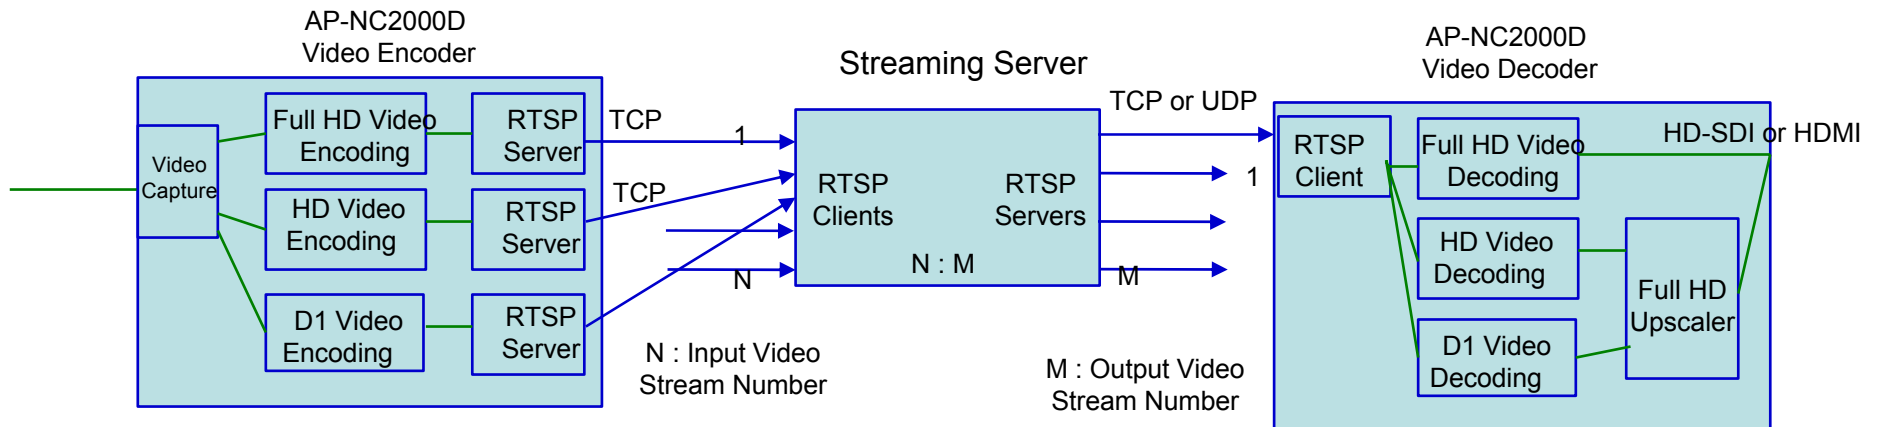 AP-NC2000D
Video Encoder
Video
Capture
Full HD Video
Encoding
RTSP
Server
HD Video
Encoding
RTSP
Server
D1 Video
Encoding
RTSP
Server
TCP
TCP
1
N
N : Input Video
Stream Number
Streaming Server
RTSP
Clients
RTSP
Servers
N : M
TCP or UDP
1
M
M : Output Video
Stream Number
AP-NC2000D
Video Decoder
RTSP
Client
Full HD Video
Decoding
HD Video
Decoding
D1 Video
Decoding
Full HD
Upscaler
HD-SDI or HDMI